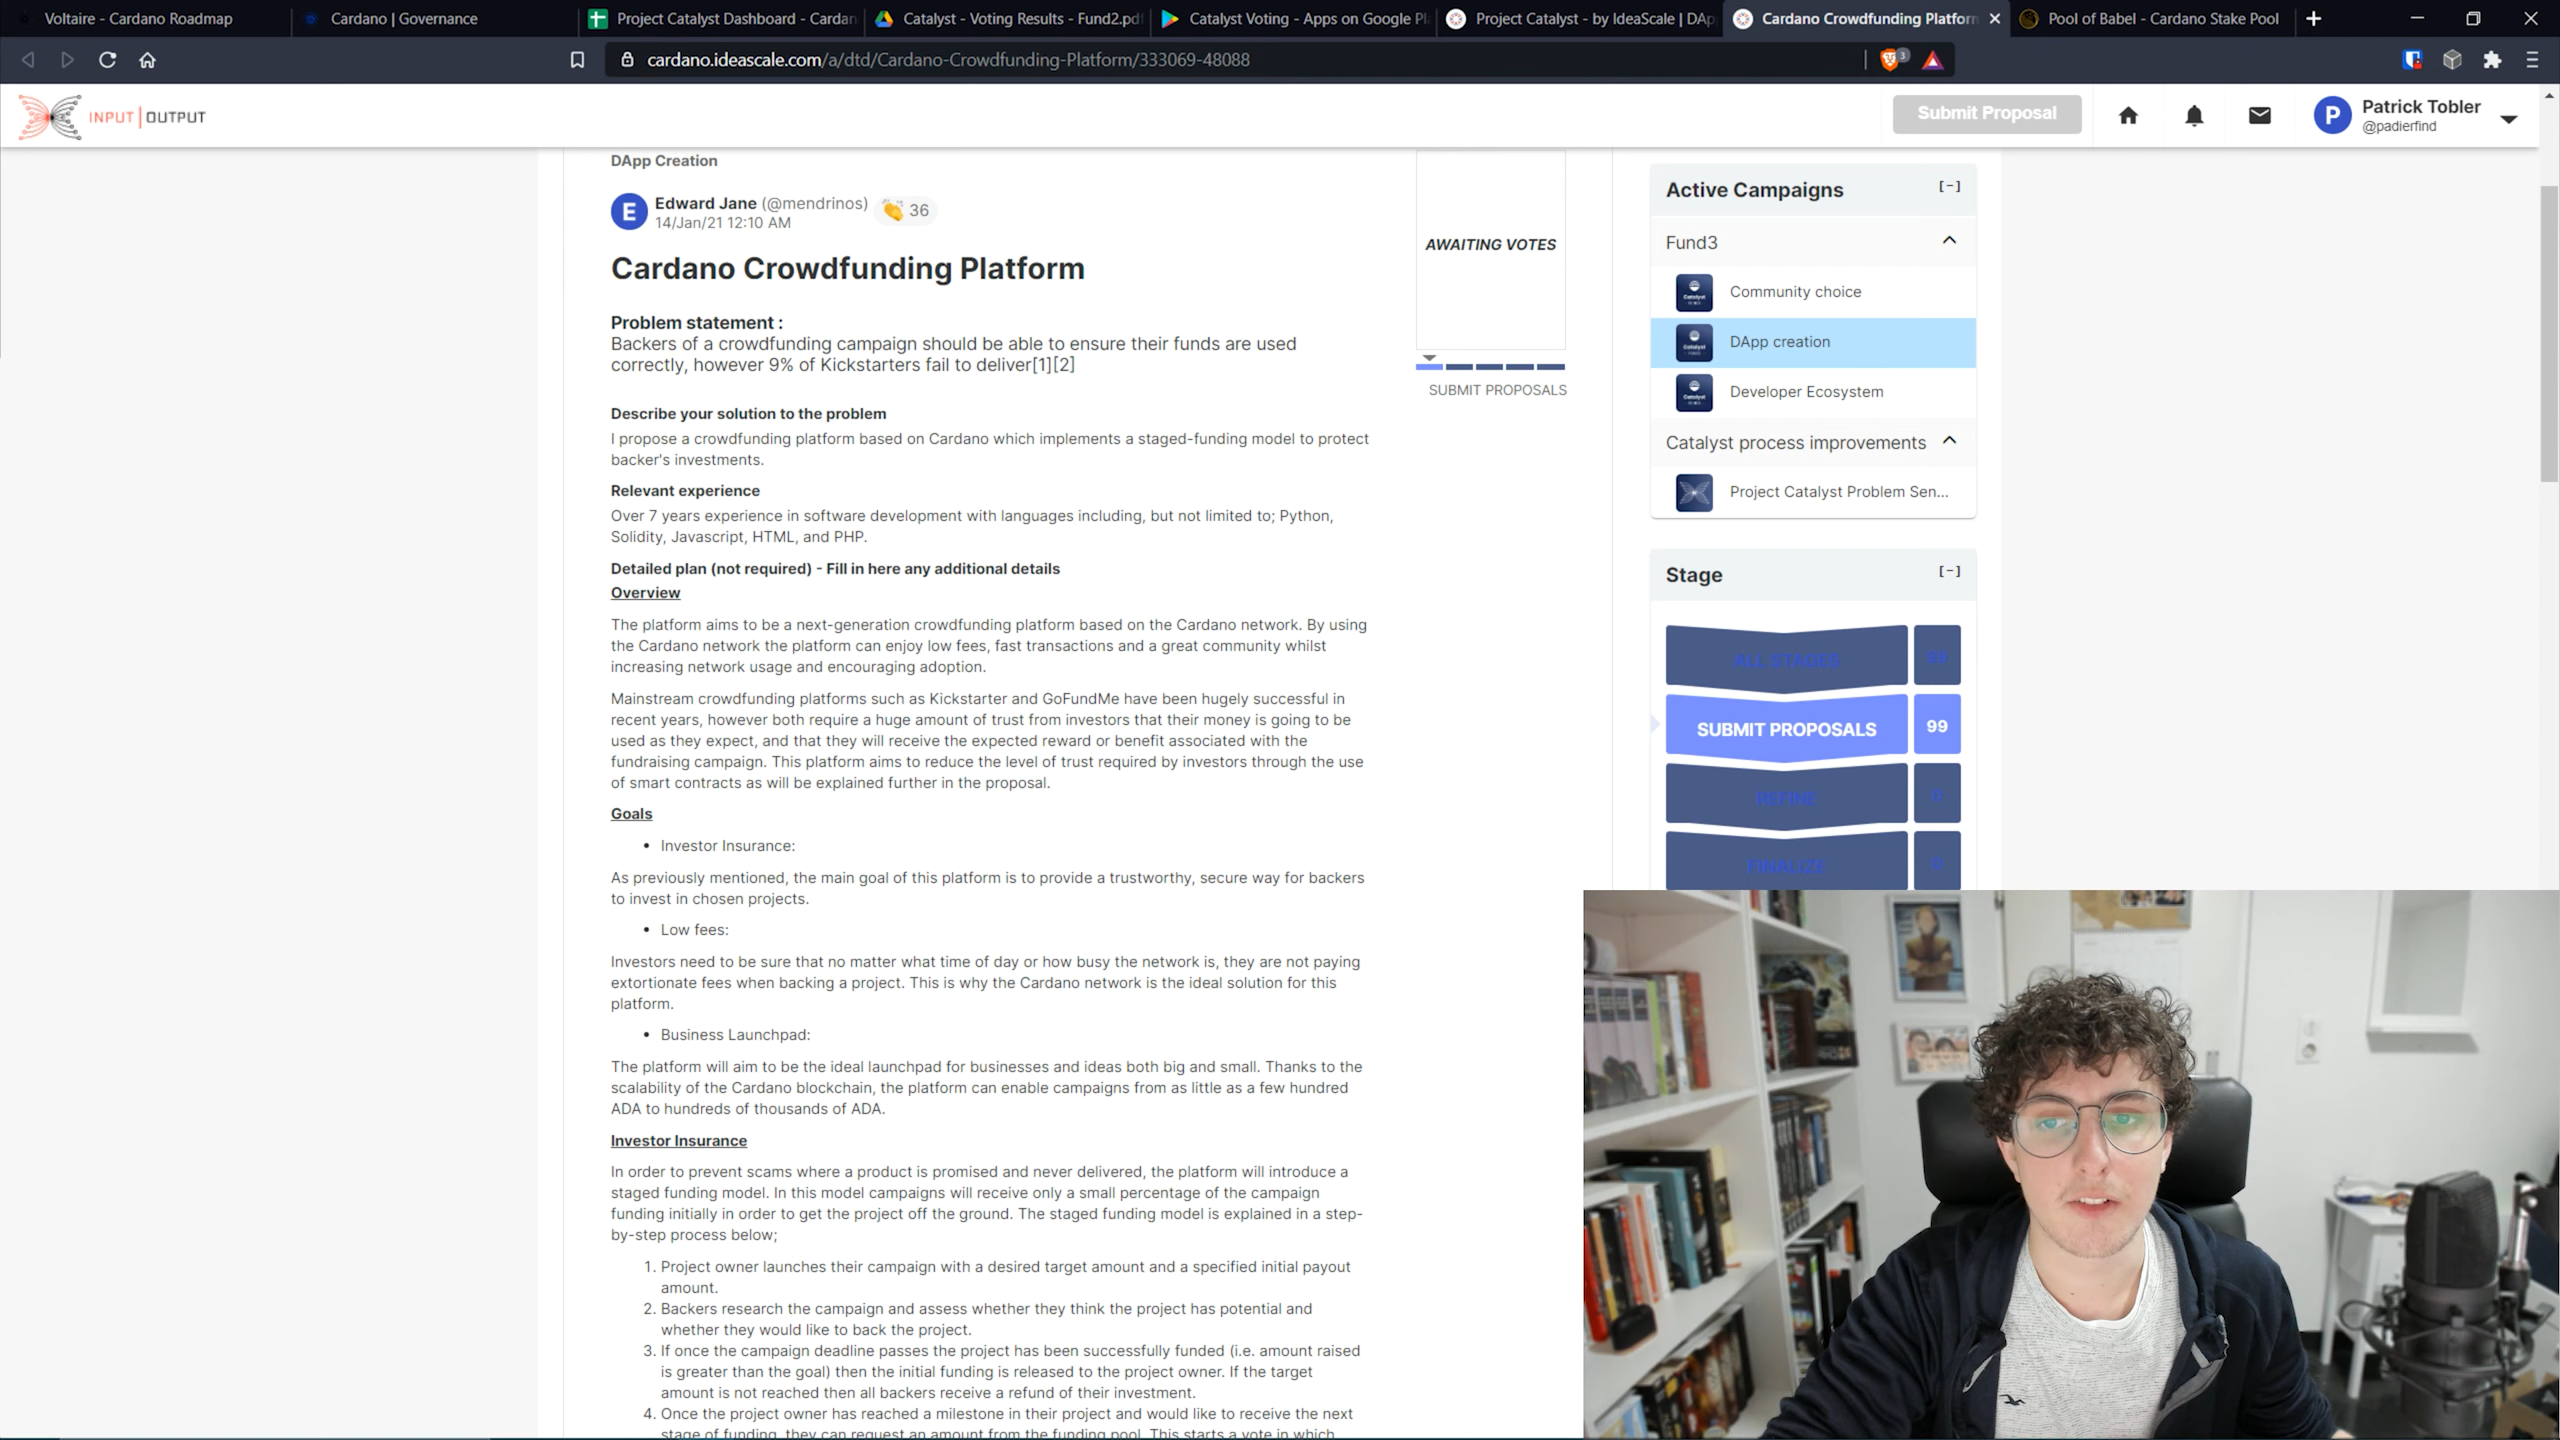 Voltaire - Cardano Roadmap
Cardano | Governance
Project Catalyst Dashboard - Cardan
Catalyst - Voting Results - Fund2.pdf
Catalyst Voting - Apps on Google Pl
Project Catalyst - by IdeaScale | DAp
Cardano Crowdfunding Platform
Pool of Babel - Cardano Stake Pool
cardano.ideascale.com/a/dtd/Cardano-Crowdfunding-Platform/333069-48088
3
INPUT | OUTPUT
Submit Proposal
P
Patrick Tobler
@padierfind
DApp Creation
E
Edward Jane (@mendrinos)
36
14/Jan/21 12:10 AM
Cardano Crowdfunding Platform
Problem statement :
Backers of a crowdfunding campaign should be able to ensure their funds are used
correctly, however 9% of Kickstarters fail to deliver[1][2]
Describe your solution to the problem
I propose a crowdfunding platform based on Cardano which implements a staged-funding model to protect
backer's investments.
Relevant experience
Over 7 years experience in software development with languages including, but not limited to; Python,
Solidity, Javascript, HTML, and PHP.
Detailed plan (not required) - Fill in here any additional details
Overview
The platform aims to be a next-generation crowdfunding platform based on the Cardano network. By using
the Cardano network the platform can enjoy low fees, fast transactions and a great community whilst
increasing network usage and encouraging adoption.
Mainstream crowdfunding platforms such as Kickstarter and GoFundMe have been hugely successful in
recent years, however both require a huge amount of trust from investors that their money is going to be
used as they expect, and that they will receive the expected reward or benefit associated with the
fundraising campaign. This platform aims to reduce the level of trust required by investors through the use
of smart contracts as will be explained further in the proposal.
Goals
• Investor Insurance:
As previously mentioned, the main goal of this platform is to provide a trustworthy, secure way for backers
to invest in chosen projects.
• Low fees:
Investors need to be sure that no matter what time of day or how busy the network is, they are not paying
extortionate fees when backing a project. This is why the Cardano network is the ideal solution for this
platform.
• Business Launchpad:
The platform will aim to be the ideal launchpad for businesses and ideas both big and small. Thanks to the
scalability of the Cardano blockchain, the platform can enable campaigns from as little as a few hundred
ADA to hundreds of thousands of ADA.
Investor Insurance
In order to prevent scams where a product is promised and never delivered, the platform will introduce a
staged funding model. In this model campaigns will receive only a small percentage of the campaign
funding initially in order to get the project off the ground. The staged funding model is explained in a step-
by-step process below;
1. Project owner launches their campaign with a desired target amount and a specified initial payout
amount.
2. Backers research the campaign and assess whether they think the project has potential and
whether they would like to back the project.
3. If once the campaign deadline passes the project has been successfully funded (i.e. amount raised
is greater than the goal) then the initial funding is released to the project owner. If the target
amount is not reached then all backers receive a refund of their investment.
4. Once the project owner has reached a milestone in their project and would like to receive the next
stage of funding, they can request an amount from the funding pool. This starts a vote in which
AWAITING VOTES
SUBMIT PROPOSALS
Active Campaigns
[-]
Fund3
Community choice
DApp creation
Developer Ecosystem
Catalyst process improvements
Project Catalyst Problem Sen...
Stage
[-]
ALL STAGES
99
SUBMIT PROPOSALS
99
REFINE
0
FINALIZE
0